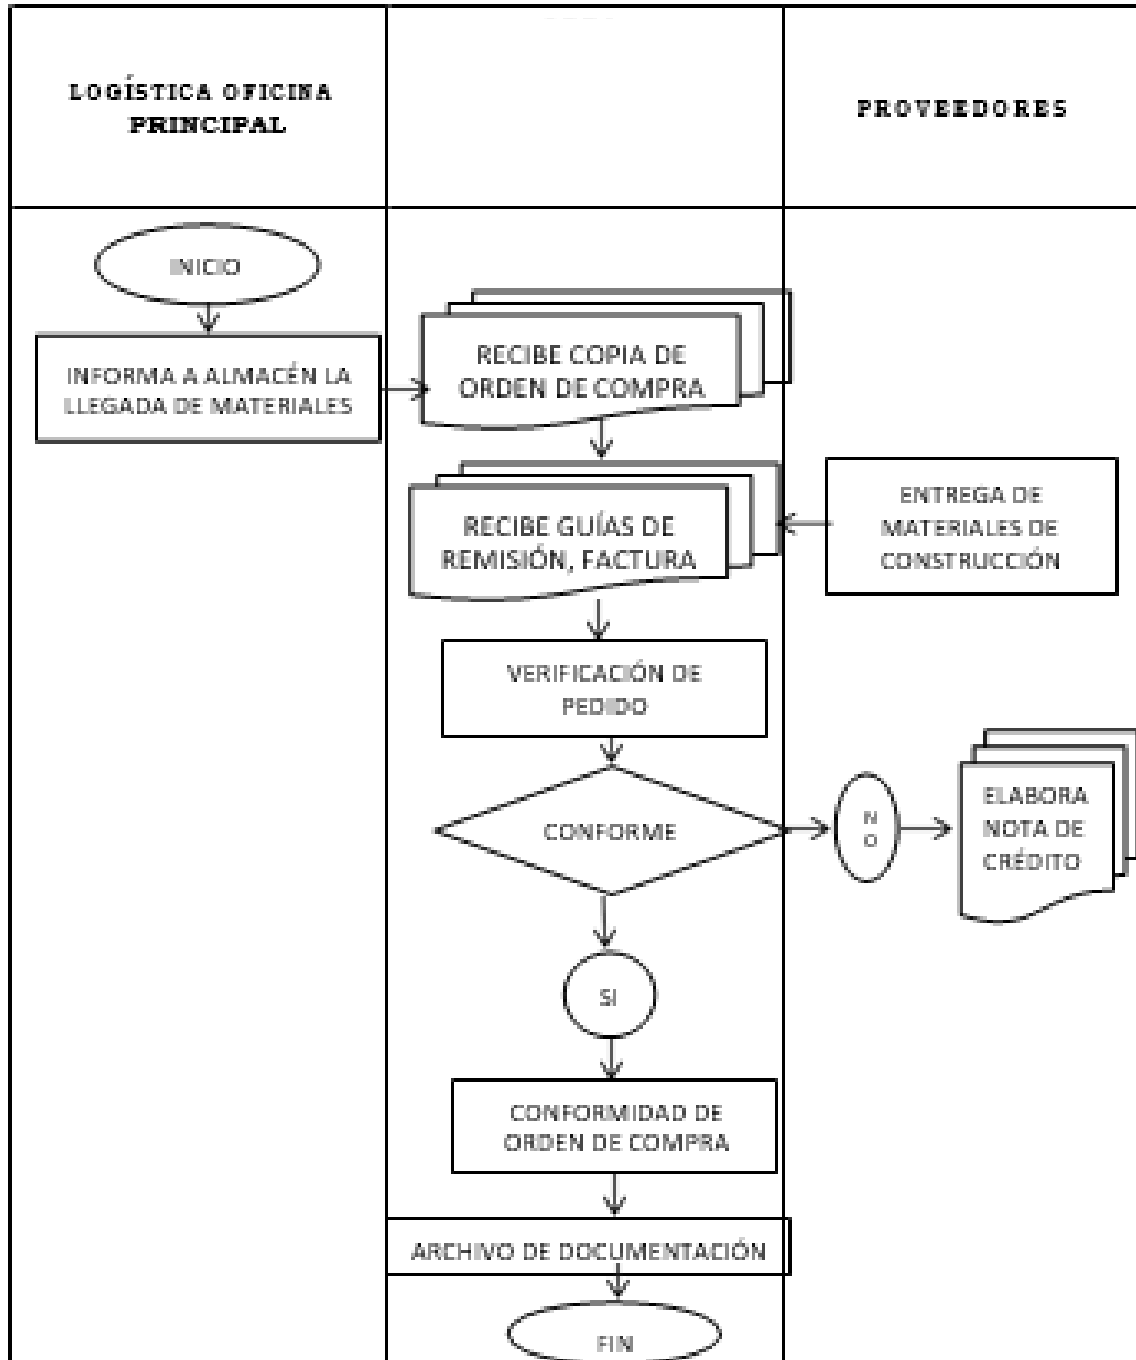 LOGÍSTICA OFICINA
PRINCIPAL
PROVEEDORES
INICIO
INFORMA A ALMACÉN LA
LLEGADA DE MATERIALES
RECIBE COPIA DE
ORDEN DE COMPRA
RECIBE GUÍAS DE
REMISIÓN, FACTURA
ENTREGA DE
MATERIALES DE
CONSTRUCCIÓN
VERIFICACIÓN DE
PEDIDO
CONFORME
N
O
ELABORA
NOTA DE
CRÉDITO
SI
CONFORMIDAD DE
ORDEN DE COMPRA
ARCHIVO DE DOCUMENTACIÓN
FIN